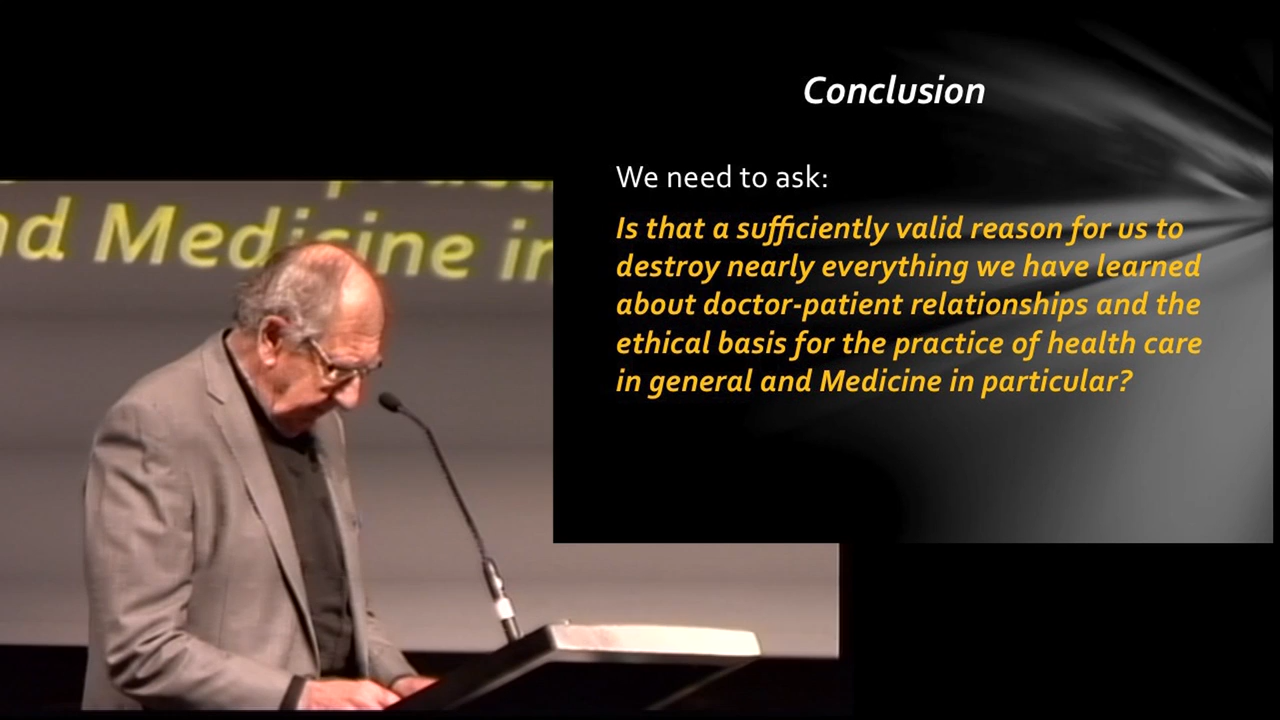 Conclusion
We need to ask:
Is that a sufficiently valid reason for us to
destroy nearly everything we have learned
about doctor-patient relationships and the
ethical basis for the practice of health care
in general and Medicine in particular?
nd Medicine in